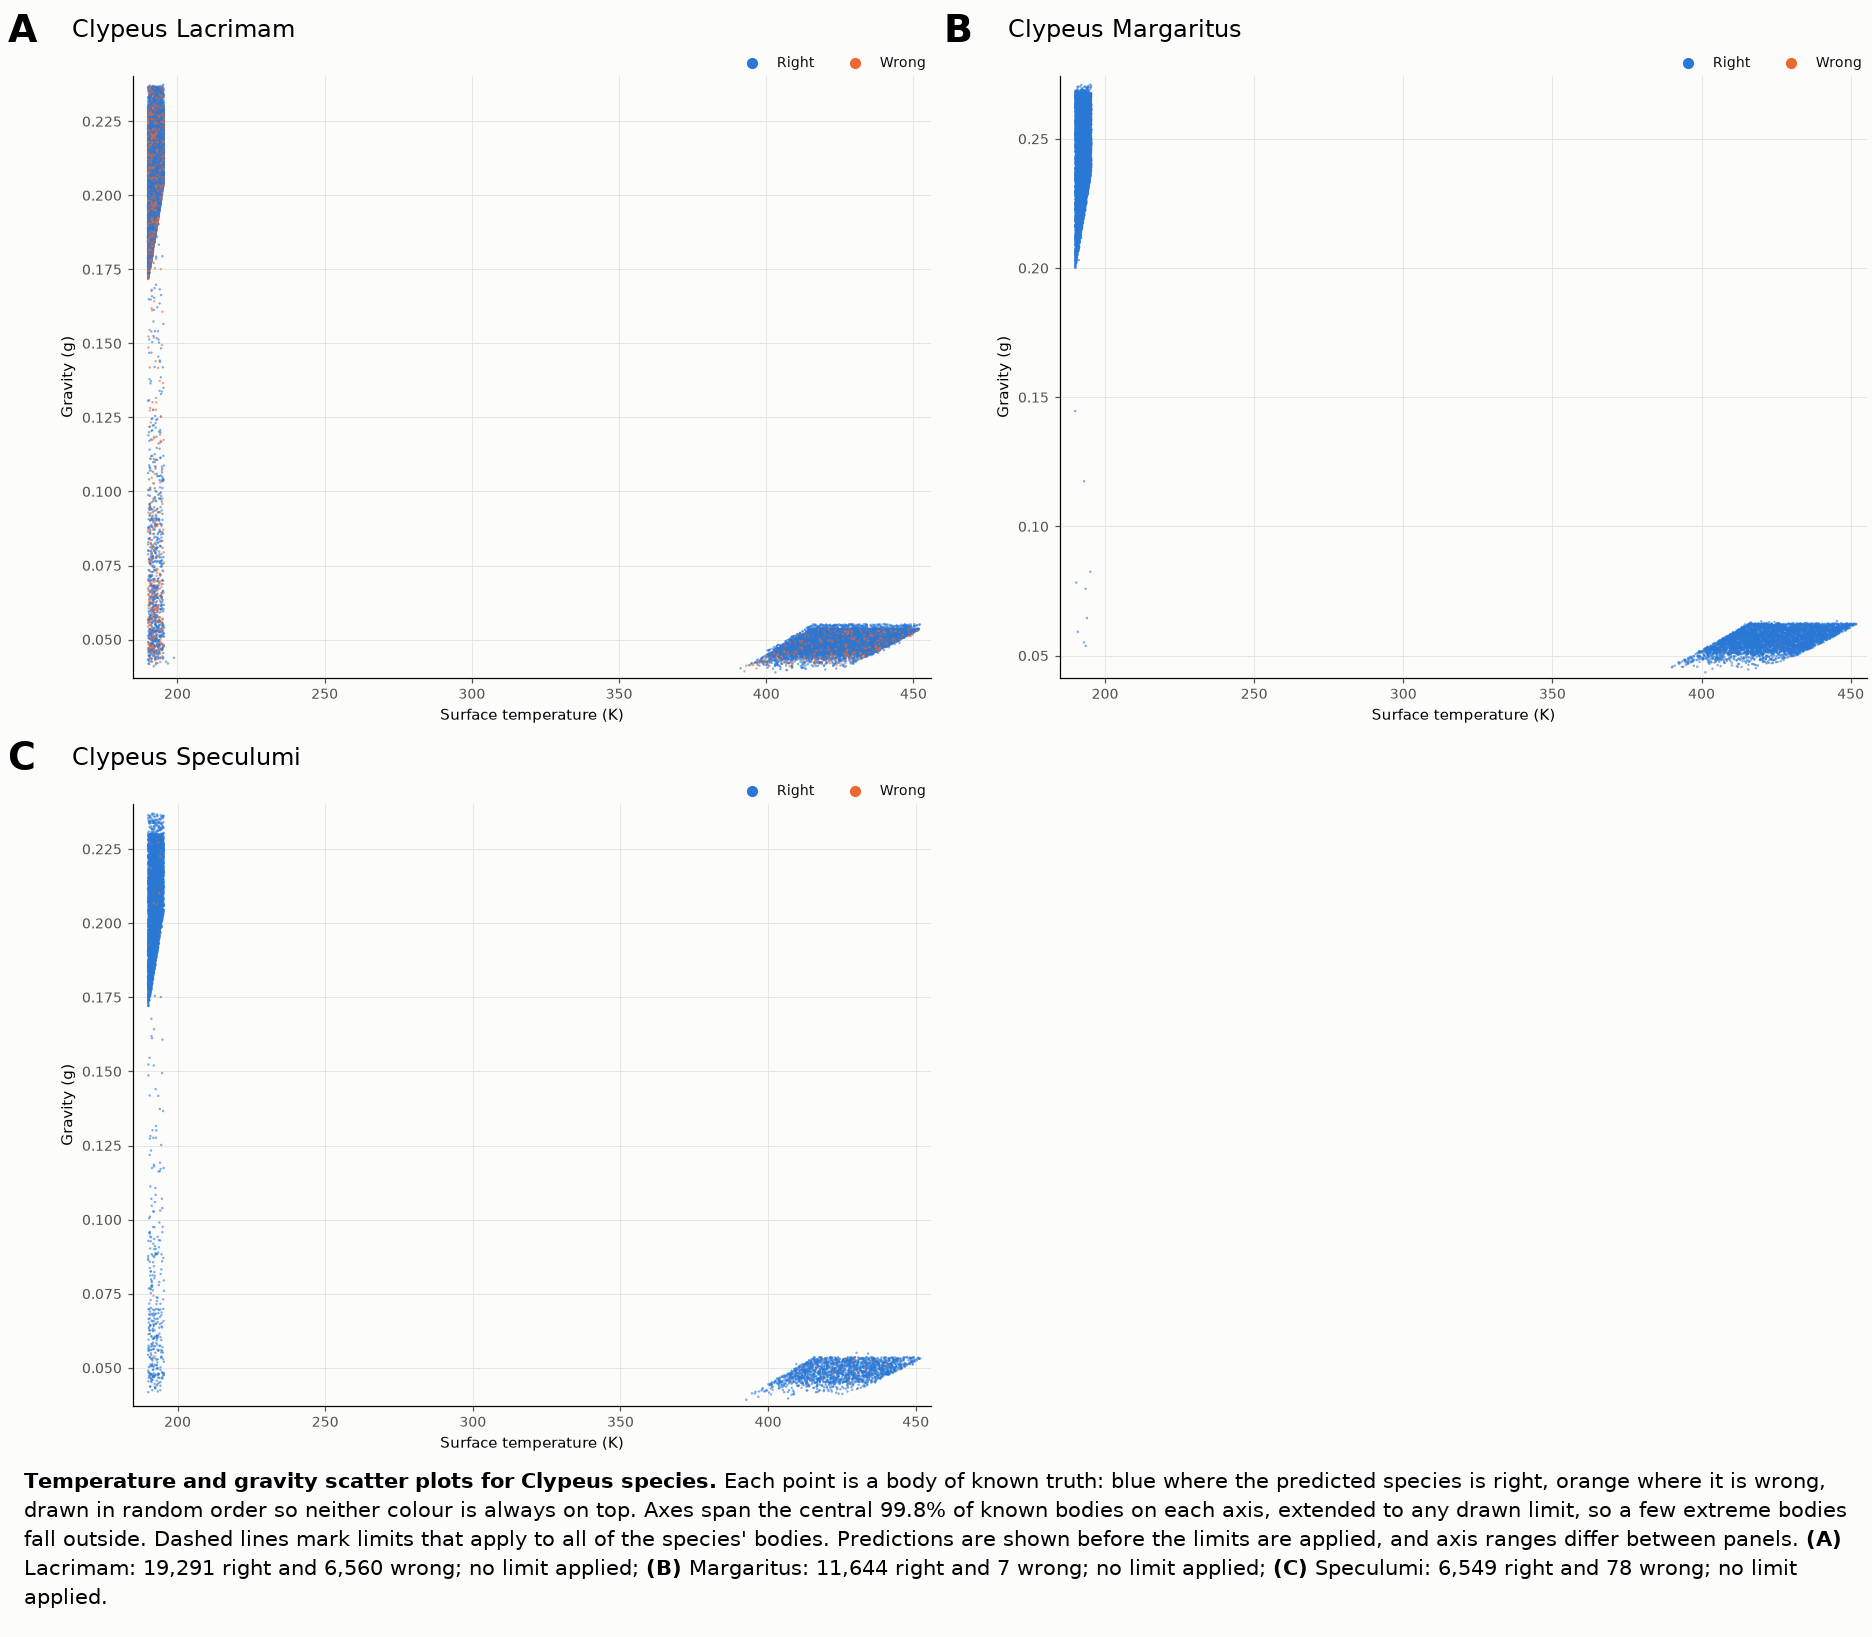 A Clypeus Lacrimam
Right Wrong
0.225
0.200
0.175
0.150
0.125
0.100
0.075
0.050
Gravity (g)
200 250 300 350 400 450
Surface temperature (K)
B Clypeus Margaritus
Right Wrong
0.25
0.20
0.15
0.10
0.05
Gravity (g)
200 250 300 350 400 450
Surface temperature (K)
C Clypeus Speculumi
Right Wrong
0.225
0.200
0.175
0.150
0.125
0.100
0.075
0.050
Gravity (g)
200 250 300 350 400 450
Surface temperature (K)
Temperature and gravity scatter plots for Clypeus species. Each point is a body of known truth: blue where the predicted species is right, orange where it is wrong,
drawn in random order so neither colour is always on top. Axes span the central 99.8% of known bodies on each axis, extended to any drawn limit, so a few extreme bodies
fall outside. Dashed lines mark limits that apply to all of the species' bodies. Predictions are shown before the limits are applied, and axis ranges differ between panels. (A)
Lacrimam: 19,291 right and 6,560 wrong; no limit applied; (B) Margaritus: 11,644 right and 7 wrong; no limit applied; (C) Speculumi: 6,549 right and 78 wrong; no limit
applied.